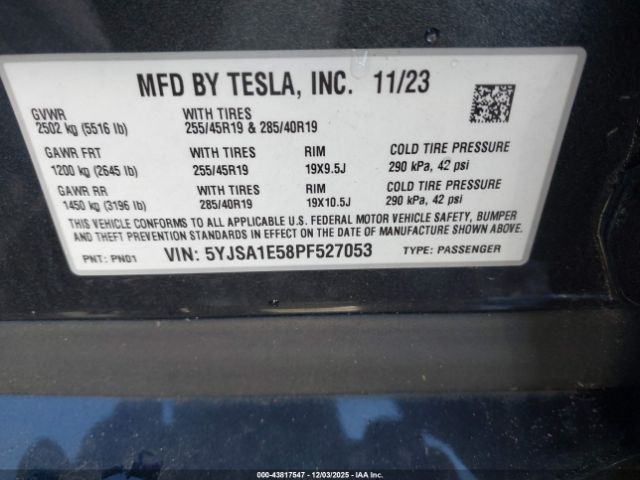 MFD BY TESLA, INC. 11/23
GVWR WITH TIRES
2502 kg (5516 lb) 255/45R19 & 285/40R19
GAWR FRT WITH TIRES RIM COLD TIRE PRESSURE
1200 kg (2645 lb) 255/45R19 19X9.5J 290 kPa, 42 psi
GAWR RR WITH TIRES RIM COLD TIRE PRESSURE
1450 kg (3196 lb) 285/40R19 19X10.5J 290 kPa, 42 psi
THIS VEHICLE CONFORMS TO ALL APPLICABLE U.S. FEDERAL MOTOR VEHICLE SAFETY, BUMPER
AND THEFT PREVENTION STANDARDS IN EFFECT ON THE DATE OF MANUFACTURE SHOWN ABOVE.
PNT: PN01 VIN: 5YJSA1E58PF527053 TYPE: PASSENGER
000-43817547 - 12/03/2025 - IAAI.COM